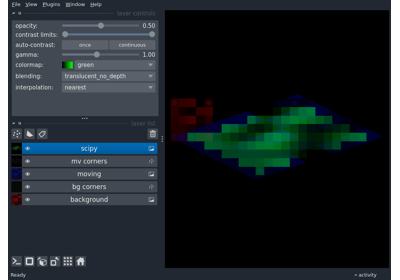 File View Plugins Window Help
layer controls
opacity: 0.50
contrast limits:
auto-contrast: once continuous
gamma: 1.00
colormap: green
blending: translucent_no_depth
interpolation: nearest
layer list
scipy
mv corners
moving
bg corners
background
Ready
activity